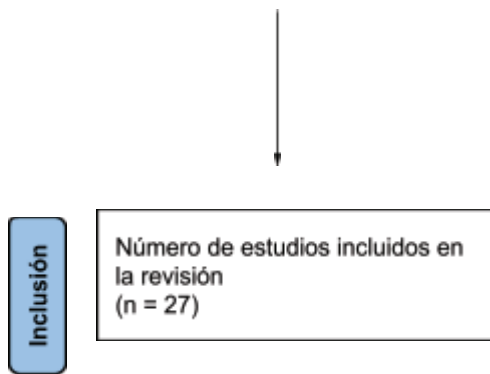 Inclusión
Número de estudios incluidos en
la revisión
(n = 27)